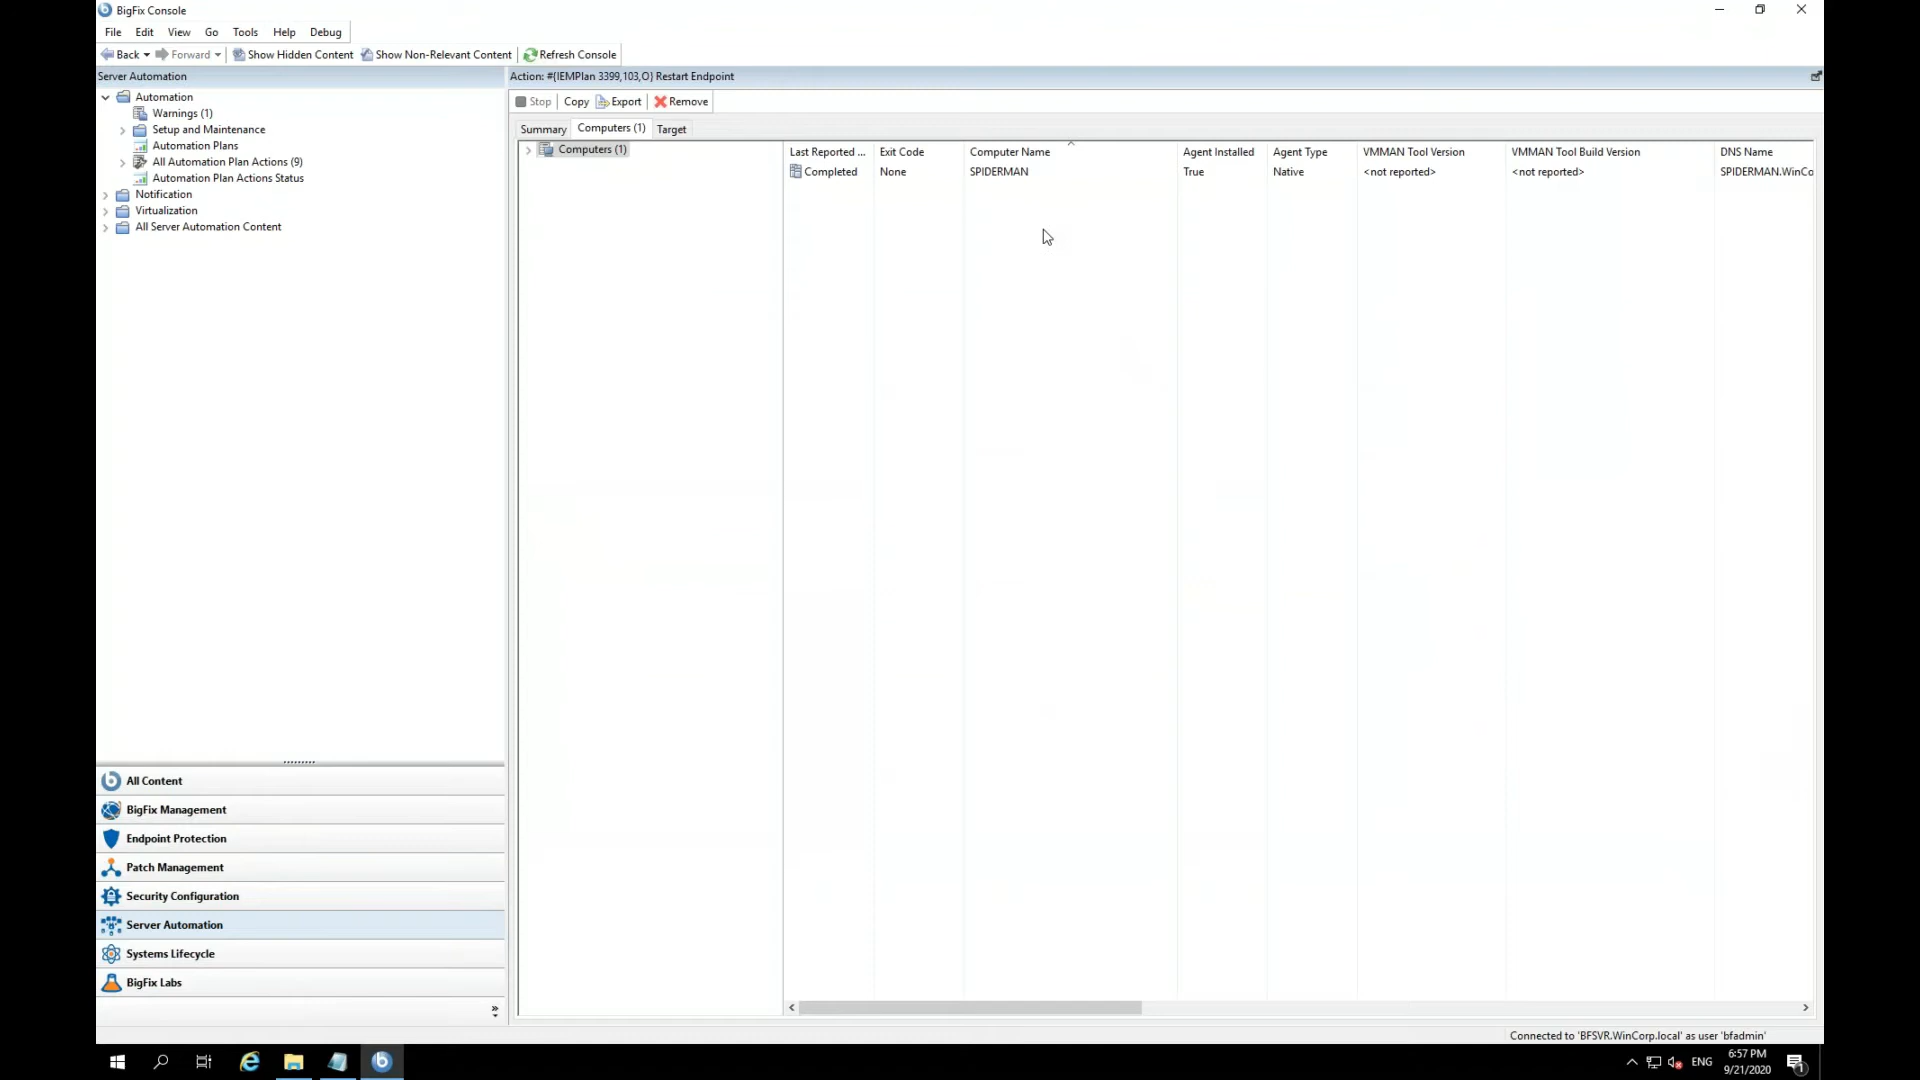 BigFix Console
File Edit View Go Tools Help Debug
Back Forward Show Hidden Content Show Non-Relevant Content Refresh Console
Server Automation
Automation
Warnings (1)
Setup and Maintenance
Automation Plans
All Automation Plan Actions (9)
Automation Plan Actions Status
Notification
Virtualization
All Server Automation Content
All Content
BigFix Management
Endpoint Protection
Patch Management
Security Configuration
Server Automation
Systems Lifecycle
BigFix Labs
Action: #{IEMPlan 3399,103,O} Restart Endpoint
Stop Copy Export Remove
Summary Computers (1) Target
Computers (1)
Last Reported ... Exit Code Computer Name Agent Installed Agent Type VMMAN Tool Version VMMAN Tool Build Version DNS Name
Completed None SPIDERMAN True Native <not reported> <not reported> SPIDERMAN.WinCo
Connected to 'BFSVR.WinCorp.local' as user 'bfadmin'
ENG
6:57 PM
9/21/2020
1